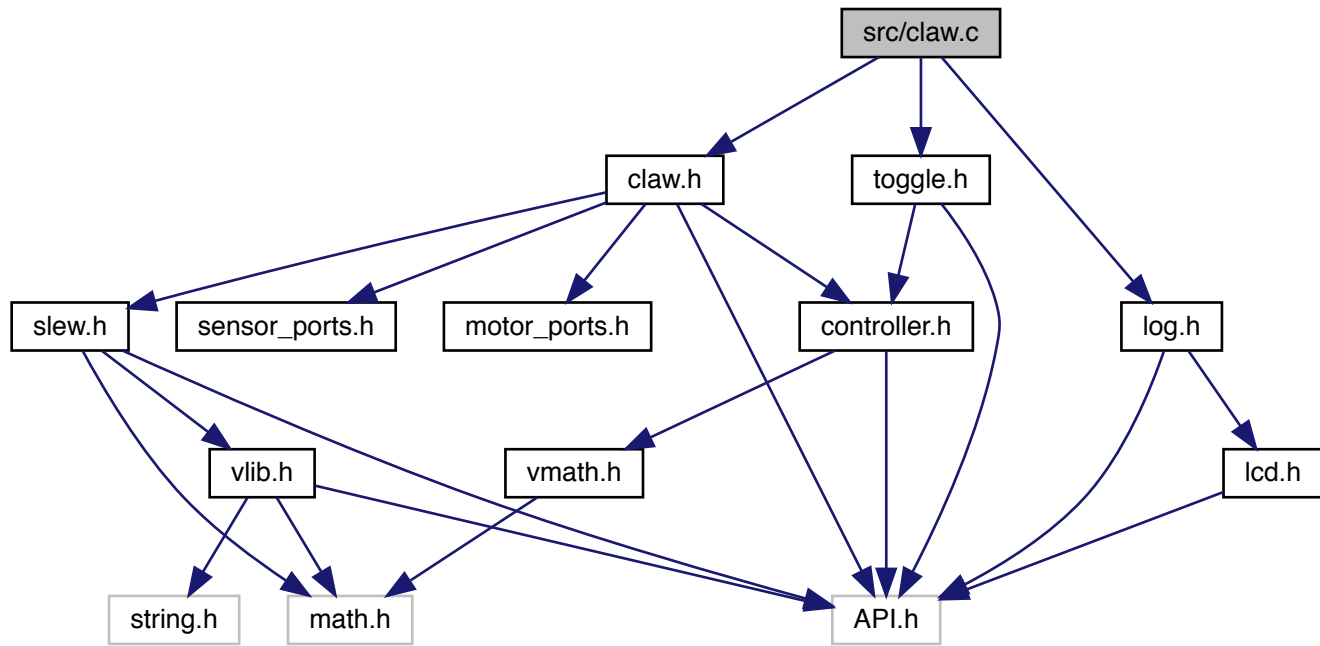 src/claw.c
claw.h
toggle.h
slew.h
sensor_ports.h
motor_ports.h
controller.h
log.h
vlib.h
vmath.h
lcd.h
string.h
math.h
API.h